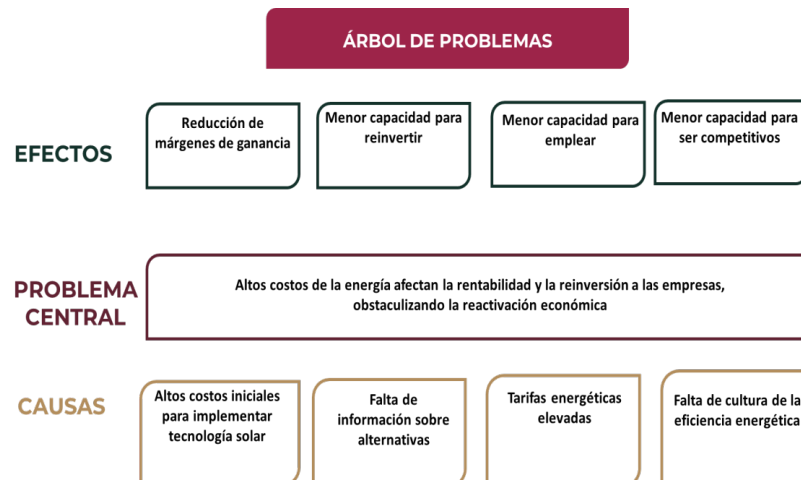 ÁRBOL DE PROBLEMAS
EFECTOS
Reducción de
márgenes de ganancia
Menor capacidad para
reinvertir
Menor capacidad para
emplear
Menor capacidad para
ser competitivos
PROBLEMA
CENTRAL
Altos costos de la energía afectan la rentabilidad y la reinversión a las empresas,
obstaculizando la reactivación económica
CAUSAS
Altos costos iniciales
para implementar
tecnología solar
Falta de
información sobre
alternativas
Tarifas energéticas
elevadas
Falta de cultura de la
eficiencia energética